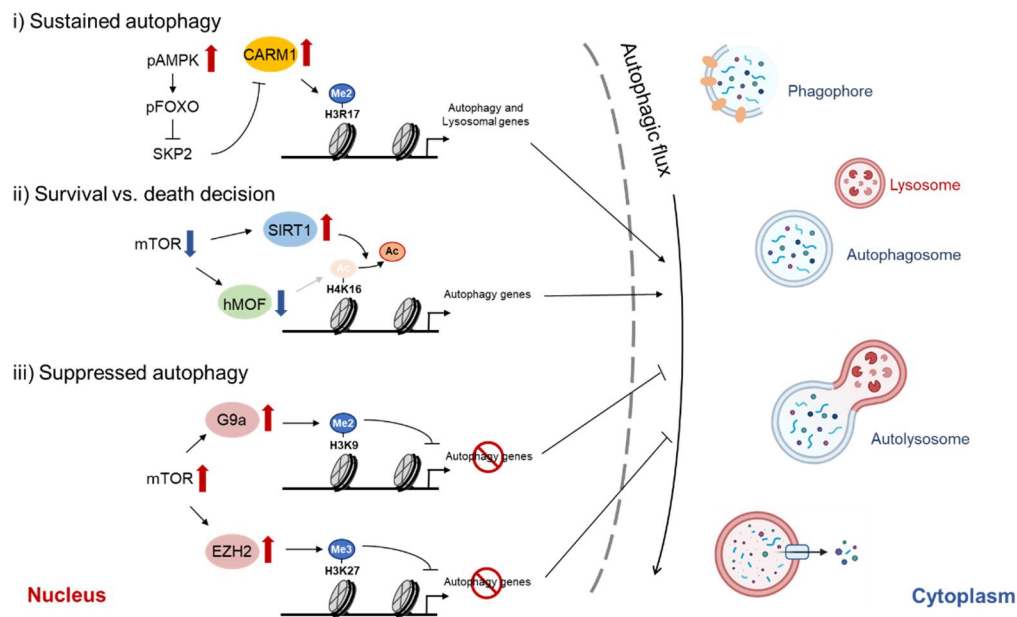 i) Sustained autophagy
pAMPK
CARM1
pFOXO
SKP2
Me2
H3R17
Autophagy and
Lysosomal genes
ii) Survival vs. death decision
mTOR
SIRT1
hMOF
Ac
Ac
H4K16
Autophagy genes
iii) Suppressed autophagy
G9a
Me2
H3K9
Autophagy genes
mTOR
EZH2
Me3
H3K27
Autophagy genes
Nucleus
Autophagic flux
Phagophore
Lysosome
Autophagosome
Autolysosome
Cytoplasm